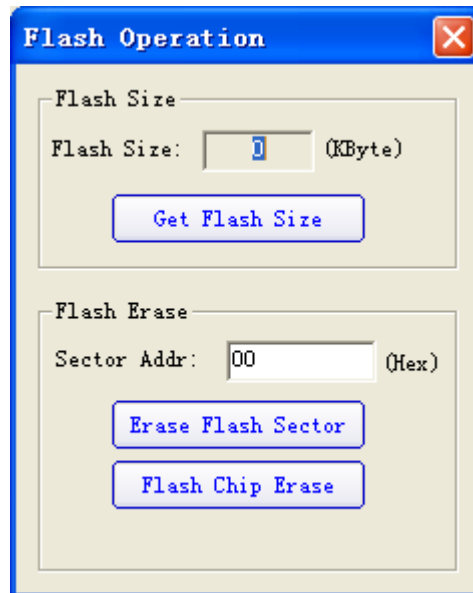 Flash Operation
Flash Size
Flash Size: 0 (KByte)
Get Flash Size
Flash Erase
Sector Addr: 00 (Hex)
Erase Flash Sector
Flash Chip Erase